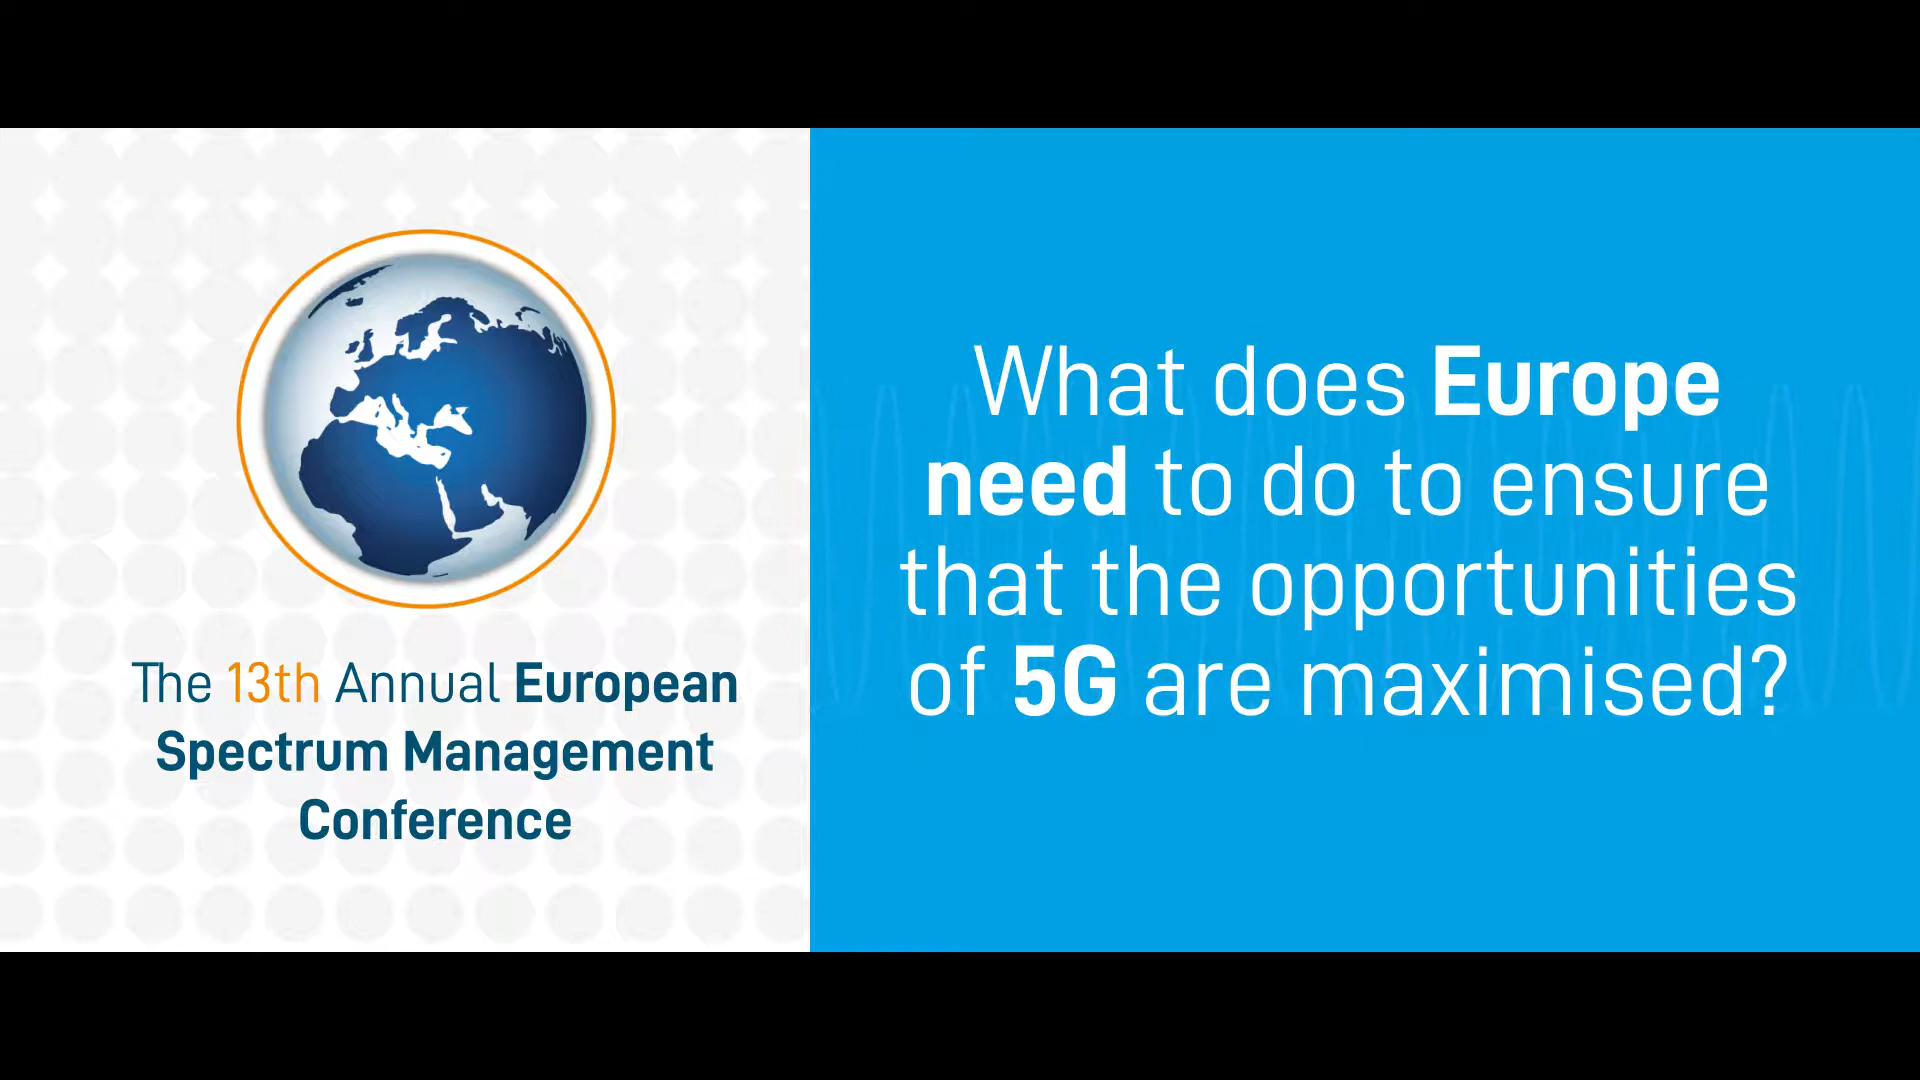 The 13th Annual European
Spectrum Management
Conference
What does Europe
need to do to ensure
that the opportunities
of 5G are maximised?